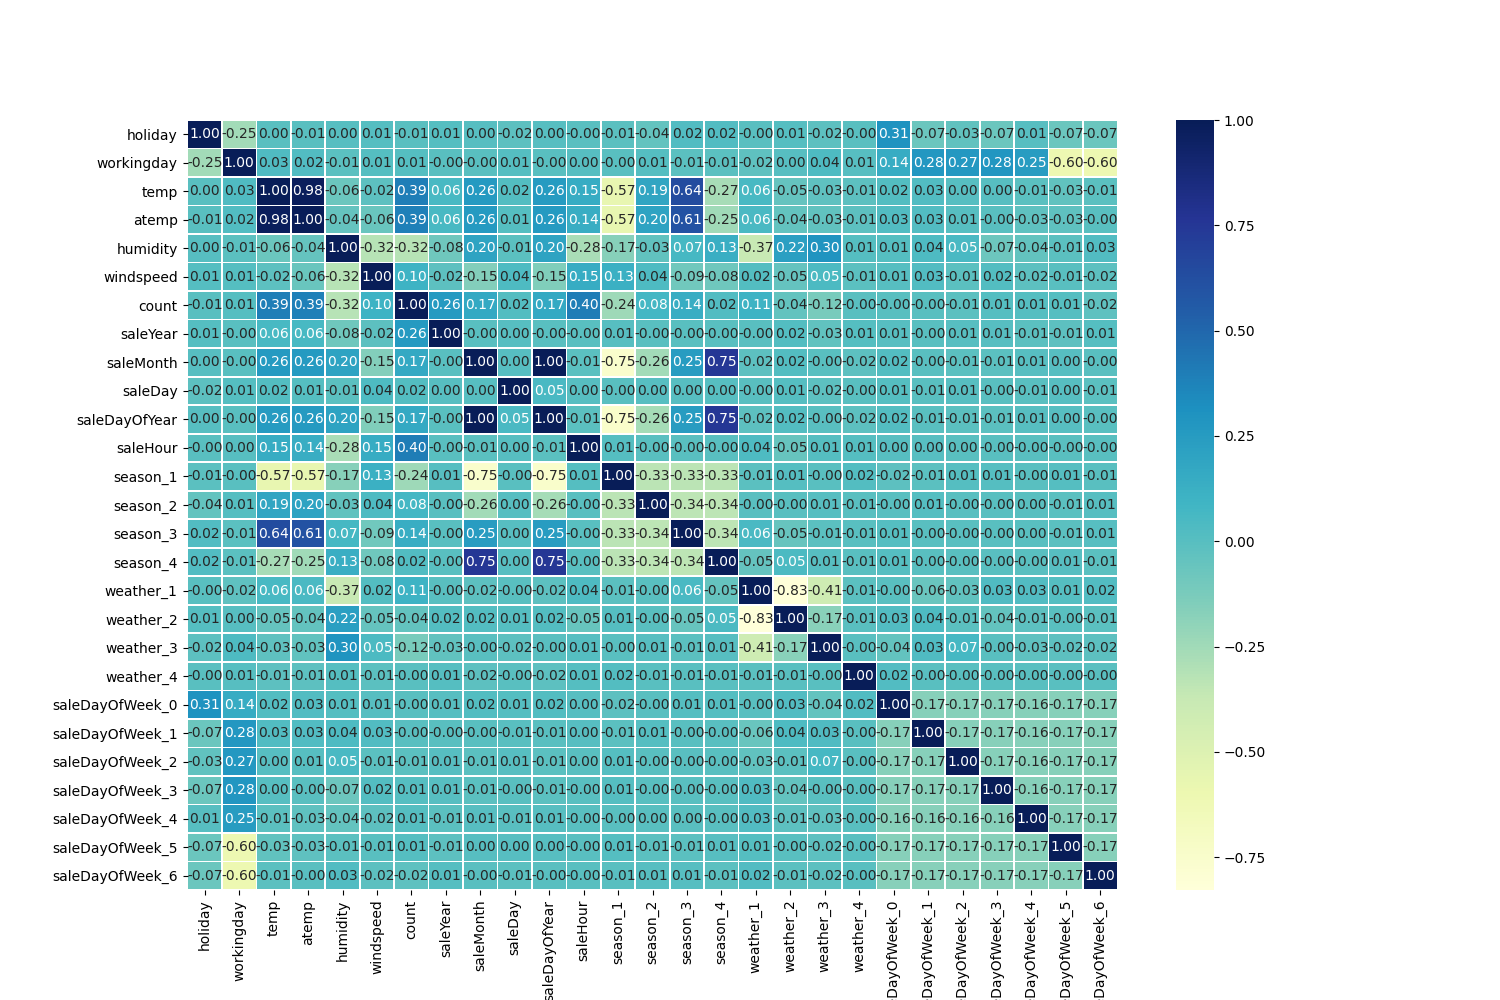 1.00
holiday 1.00 -0.25 0.00 -0.01 0.00 0.01 -0.01 0.01 0.00 -0.02 0.00 -0.00 -0.01 -0.04 0.02 0.02 -0.00 0.01 -0.02 -0.00 0.31 -0.07 -0.03 -0.07 0.01 -0.07 -0.07
workingday -0.25 1.00 0.03 0.02 -0.01 0.01 0.01 -0.00 -0.00 0.01 -0.00 0.00 -0.00 0.01 -0.01 -0.01 -0.02 0.00 0.04 0.01 0.14 0.28 0.27 0.28 0.25 -0.60 -0.60
temp 0.00 0.03 1.00 0.98 -0.06 -0.02 0.39 0.06 0.26 0.02 0.26 0.15 -0.57 0.19 0.64 -0.27 0.06 -0.05 -0.03 -0.01 0.02 0.03 0.00 0.00 -0.01 -0.03 -0.01
0.75
atemp -0.01 0.02 0.98 1.00 -0.04 -0.06 0.39 0.06 0.26 0.01 0.26 0.14 -0.57 0.20 0.61 -0.25 0.06 -0.04 -0.03 -0.01 0.03 0.03 0.01 -0.00 -0.03 -0.03 -0.00
humidity 0.00 -0.01 -0.06 -0.04 1.00 -0.32 -0.32 -0.08 0.20 -0.01 0.20 -0.28 -0.17 -0.03 0.07 0.13 -0.37 0.22 0.30 0.01 0.01 0.04 0.05 -0.07 -0.04 -0.01 0.03
windspeed 0.01 0.01 -0.02 -0.06 -0.32 1.00 0.10 -0.02 -0.15 0.04 -0.15 0.15 0.13 0.04 -0.09 -0.08 0.02 -0.05 0.05 -0.01 0.01 0.03 -0.01 0.02 -0.02 -0.01 -0.02
count -0.01 0.01 0.39 0.39 -0.32 0.10 1.00 0.26 0.17 0.02 0.17 0.40 -0.24 0.08 0.14 0.02 0.11 -0.04 -0.12 -0.00 -0.00 -0.00 -0.01 0.01 0.01 0.01 -0.02
0.50
saleYear 0.01 -0.00 0.06 0.06 -0.08 -0.02 0.26 1.00 -0.00 0.00 -0.00 -0.00 0.01 -0.00 -0.00 -0.00 -0.00 0.02 -0.03 0.01 0.01 -0.00 0.01 0.01 -0.01 -0.01 0.01
saleMonth 0.00 -0.00 0.26 0.26 0.20 -0.15 0.17 -0.00 1.00 0.00 1.00 -0.01 -0.75 -0.26 0.25 0.75 -0.02 0.02 -0.00 -0.02 0.02 -0.00 -0.01 -0.01 0.01 0.00 -0.00
saleDay -0.02 0.01 0.02 0.01 -0.01 0.04 0.02 0.00 0.00 1.00 0.05 0.00 -0.00 0.00 0.00 0.00 -0.00 0.01 -0.02 -0.00 0.01 -0.01 0.01 -0.00 -0.01 0.00 0.01
saleDayOfYear 0.00 -0.00 0.26 0.26 0.20 -0.15 0.17 -0.00 1.00 0.05 1.00 -0.01 -0.75 -0.26 0.25 0.75 -0.02 0.02 -0.00 -0.02 0.02 -0.01 -0.01 -0.01 0.01 0.00 -0.00
0.25
saleHour -0.00 0.00 0.15 0.14 -0.28 0.15 0.40 -0.00 -0.01 0.00 -0.01 1.00 0.01 -0.00 -0.00 -0.00 0.04 -0.05 0.01 0.01 0.00 0.00 0.00 -0.00 -0.00 0.00 -0.00
season_1 -0.01 -0.00 -0.57 -0.57 -0.17 0.13 -0.24 0.01 -0.75 -0.00 -0.75 0.01 1.00 -0.33 -0.33 -0.33 -0.01 0.01 -0.00 0.02 -0.02 0.01 0.01 0.01 -0.00 0.01 -0.01
season_2 -0.04 0.01 0.19 0.20 -0.03 0.04 0.08 -0.00 -0.26 0.00 -0.26 -0.00 -0.33 1.00 -0.34 -0.34 -0.00 -0.00 0.01 -0.01 -0.00 0.01 -0.00 0.00 -0.00 -0.01 0.01
season_3 0.02 -0.01 0.64 0.61 0.07 -0.09 0.14 -0.00 0.25 0.00 0.25 -0.00 -0.33 -0.34 1.00 -0.34 0.06 -0.05 -0.01 -0.01 0.01 -0.00 -0.00 -0.00 0.00 -0.01 0.01
season_4 0.02 -0.01 -0.27 -0.25 0.13 -0.08 0.02 -0.00 0.75 0.00 0.75 -0.00 -0.33 -0.34 -0.34 1.00 -0.05 0.05 0.01 -0.01 0.01 -0.00 -0.00 -0.00 0.00 0.01 -0.01
0.00
weather_1 -0.00 -0.02 0.06 0.06 -0.37 0.02 0.11 -0.00 -0.02 -0.00 -0.02 0.04 -0.01 -0.00 0.06 -0.05 1.00 -0.83 -0.41 -0.01 -0.00 -0.06 -0.03 0.03 0.03 0.01 0.02
weather_2 0.01 0.00 -0.05 -0.04 0.22 -0.05 -0.04 0.02 0.02 0.01 0.02 -0.05 0.01 -0.00 -0.05 0.05 -0.83 1.00 -0.17 -0.01 0.03 0.04 -0.01 -0.04 -0.01 -0.00 -0.01
weather_3 -0.02 0.04 -0.03 -0.03 0.30 0.05 -0.12 -0.03 -0.00 -0.02 -0.00 0.01 -0.00 0.01 -0.01 0.01 -0.41 -0.17 1.00 -0.00 -0.04 0.03 0.07 -0.00 -0.03 -0.02 -0.02
−0.25
weather_4 -0.00 0.01 -0.01 -0.01 0.01 -0.01 -0.00 0.01 -0.02 -0.00 -0.02 0.01 0.02 -0.01 -0.01 -0.01 -0.01 -0.01 -0.00 1.00 0.02 -0.00 -0.00 -0.00 -0.00 -0.00 -0.00
saleDayOfWeek_0 0.31 0.14 0.02 0.03 0.01 0.01 -0.00 0.01 0.02 0.01 0.02 0.00 -0.02 -0.00 0.01 0.01 -0.00 0.03 -0.04 0.02 1.00 -0.17 -0.17 -0.17 -0.16 -0.17 -0.17
saleDayOfWeek_1 -0.07 0.28 0.03 0.03 0.04 0.03 -0.00 -0.00 -0.00 -0.01 -0.01 0.00 0.01 0.01 -0.00 -0.00 -0.06 0.04 0.03 -0.00 -0.17 1.00 -0.17 -0.17 -0.16 -0.17 -0.17
saleDayOfWeek_2 -0.03 0.27 0.00 0.01 0.05 -0.01 -0.01 0.01 -0.01 0.01 -0.01 0.00 0.01 -0.00 -0.00 -0.00 -0.03 -0.01 0.07 -0.00 -0.17 -0.17 1.00 -0.17 -0.16 -0.17 -0.17
−0.50
saleDayOfWeek_3 -0.07 0.28 0.00 -0.00 -0.07 0.02 0.01 0.01 -0.01 -0.00 -0.01 -0.00 0.01 0.00 -0.00 -0.00 0.03 -0.04 -0.00 -0.00 -0.17 -0.17 -0.17 1.00 -0.16 -0.17 -0.17
saleDayOfWeek_4 0.01 0.25 -0.01 -0.03 -0.04 -0.02 0.01 -0.01 0.01 -0.01 0.01 -0.00 -0.00 -0.00 0.00 0.00 0.03 -0.01 -0.03 -0.00 -0.16 -0.16 -0.16 -0.16 1.00 -0.17 -0.17
saleDayOfWeek_5 -0.07 -0.60 -0.03 -0.03 -0.01 -0.01 0.01 -0.01 0.00 0.00 0.00 0.00 0.01 -0.01 -0.01 0.01 0.01 -0.00 -0.02 -0.00 -0.17 -0.17 -0.17 -0.17 -0.17 1.00 -0.17
−0.75
saleDayOfWeek_6 -0.07 -0.60 -0.01 -0.00 0.03 -0.02 -0.02 0.01 -0.00 0.01 -0.00 -0.00 -0.01 0.01 0.01 -0.01 0.02 -0.01 -0.02 -0.00 -0.17 -0.17 -0.17 -0.17 -0.17 -0.17 1.00
holiday workingday temp atemp humidity windspeed count saleYear saleMonth saleDay saleDayOfYear saleHour season_1 season_2 season_3 season_4 weather_1 weather_2 weather_3 weather_4 DayOfWeek_0 DayOfWeek_1 DayOfWeek_2 DayOfWeek_3 DayOfWeek_4 DayOfWeek_5 DayOfWeek_6